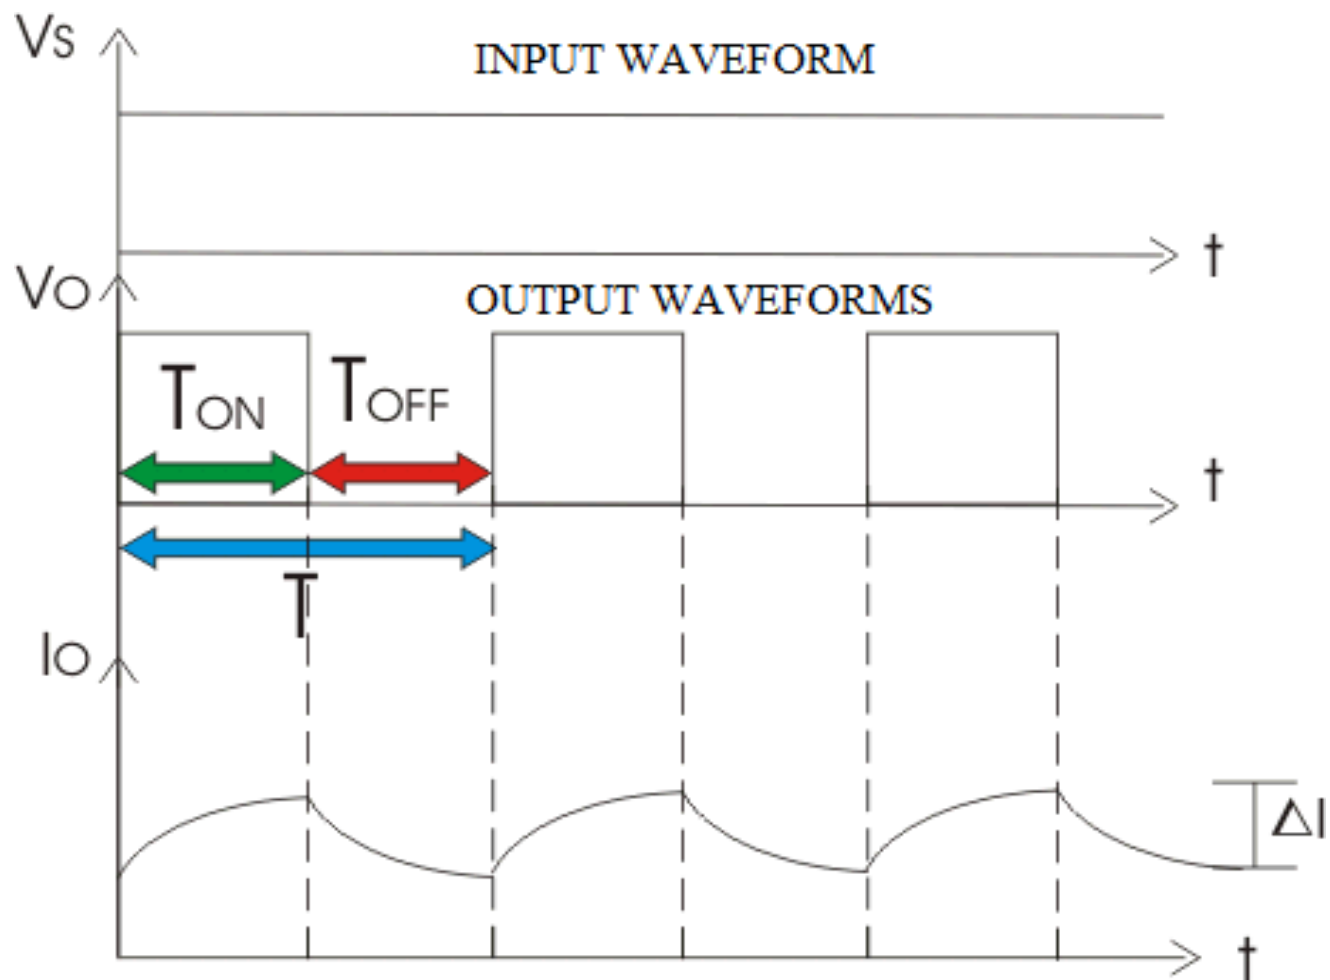 Vs
INPUT WAVEFORM
t
Vo
OUTPUT WAVEFORMS
TON
TOFF
t
T
Io
ΔI
t